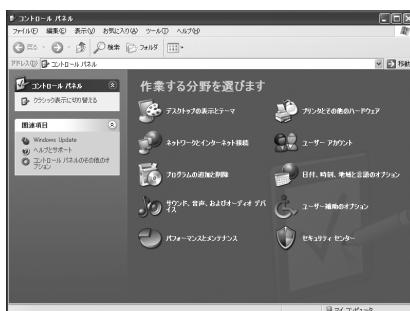 コントロール パネル
ファイル(F) 編集(E) 表示(V) お気に入り(A) ツール(T) ヘルプ(H)
戻る 検索 フォルダ
アドレス(D) コントロール パネル 移動
コントロール パネル
クラシック表示に切り替える
関連項目
Windows Update
ヘルプとサポート
コントロール パネルのその他のオプション
作業する分野を選びます
デスクトップの表示とテーマ
プリンタとその他のハードウェア
ネットワークとインターネット接続
ユーザー アカウント
プログラムの追加と削除
日付、時刻、地域と言語のオプション
サウンド、音声、およびオーディオ デバ
イス
ユーザー補助のオプション
パフォーマンスとメンテナンス
セキュリティ センター
マイ コンピュータ